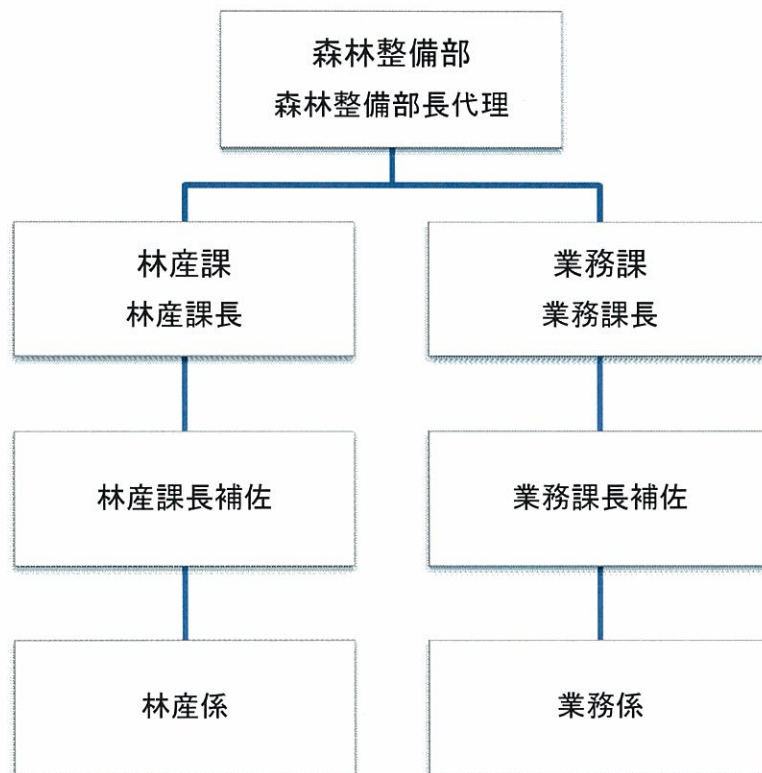 森林整備部
森林整備部長代理
林産課
林産課長
業務課
業務課長
林産課長補佐
業務課長補佐
林産係
業務係